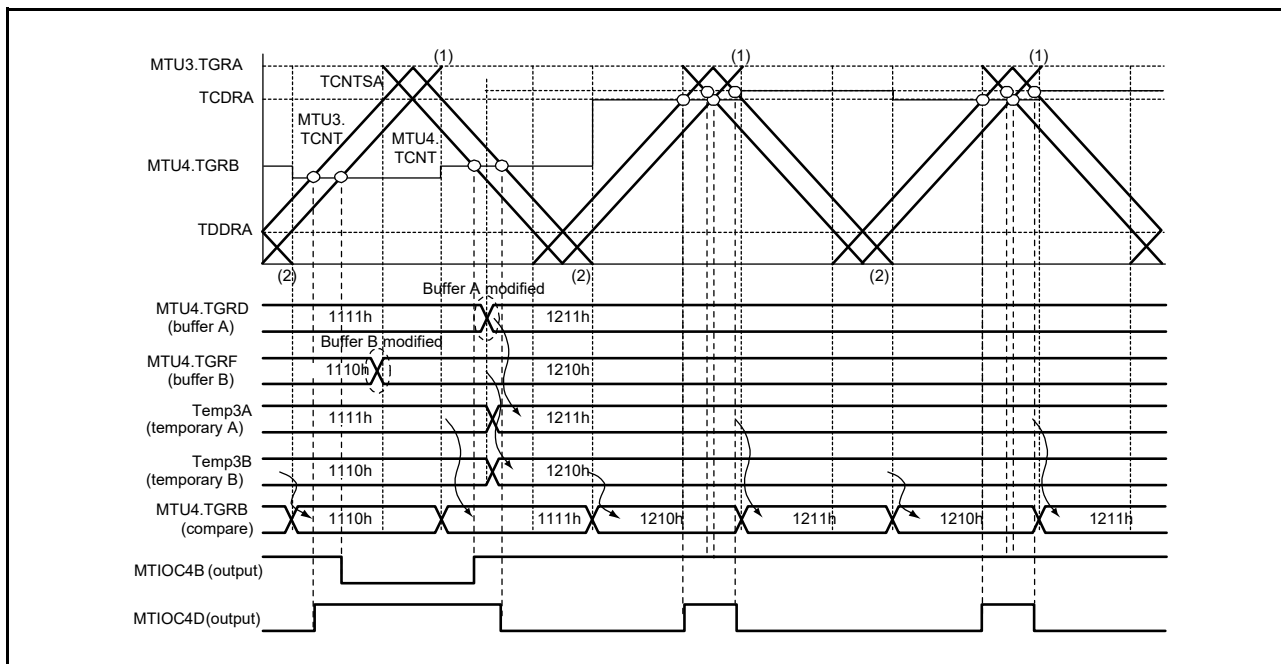 MTU3.TGRA
TCDRA
MTU4.TGRB
TDDRA
(1)
(1)
(1)
TCNTSA
MTU3.
TCNT
MTU4.
TCNT
(2)
(2)
(2)
Buffer A modified
MTU4.TGRD
(buffer A)
1111h
1211h
Buffer B modified
MTU4.TGRF
(buffer B)
1110h
1210h
Temp3A
(temporary A)
1111h
1211h
Temp3B
(temporary B)
1110h
1210h
MTU4.TGRB
(compare)
1110h
1111h
1210h
1211h
1210h
1211h
MTIOC4B (output)
MTIOC4D(output)